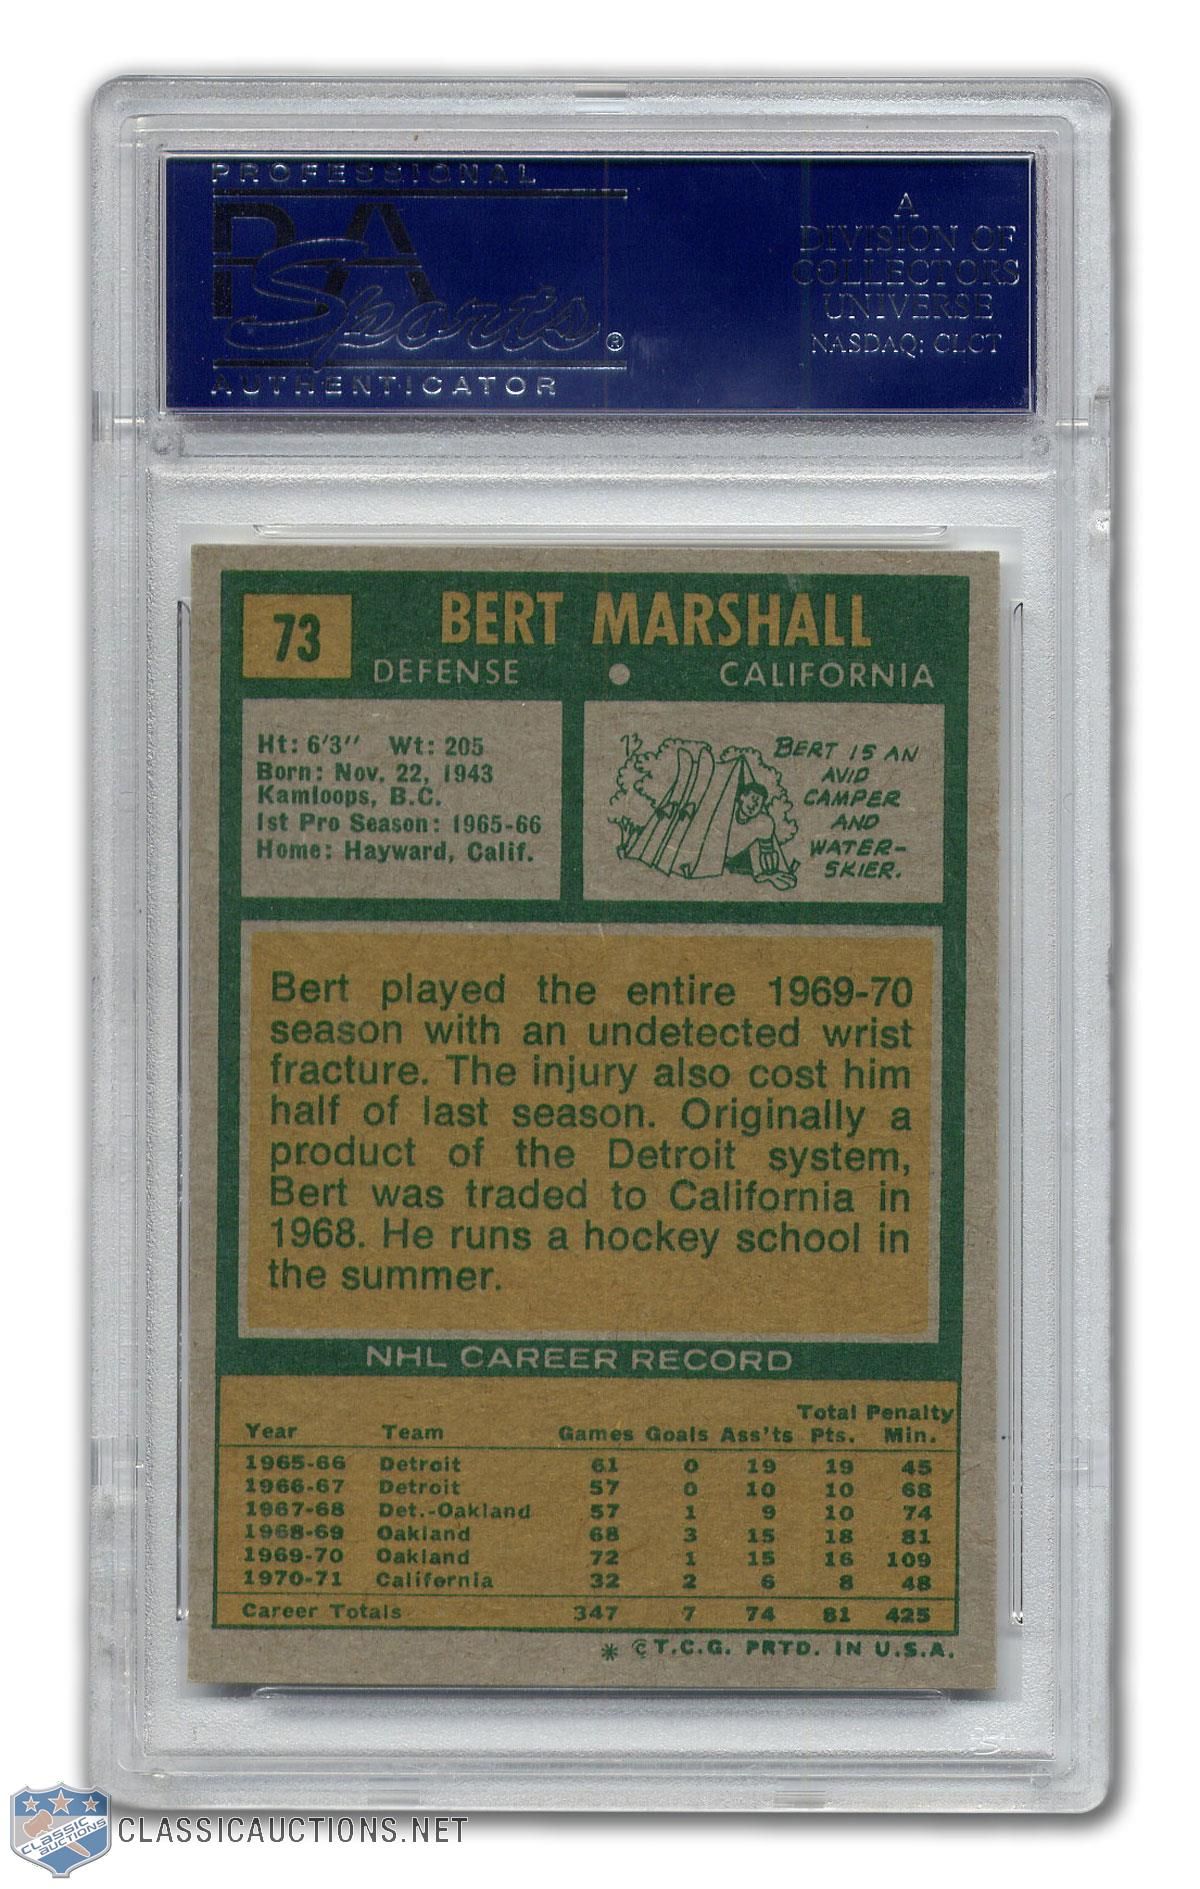 PROFESSIONAL
PSA
Sports®
AUTHENTICATOR
A
DIVISION OF
COLLECTORS
UNIVERSE
NASDAQ: CLCT
73
BERT MARSHALL
DEFENSE • CALIFORNIA
Ht: 6'3" Wt: 205
Born: Nov. 22, 1943
Kamloops, B.C.
1st Pro Season: 1965-66
Home: Hayward, Calif.
73
BERT IS AN
AVID
CAMPER
AND
WATER-
SKIER.
Bert played the entire 1969-70
season with an undetected wrist
fracture. The injury also cost him
half of last season. Originally a
product of the Detroit system,
Bert was traded to California in
1968. He runs a hockey school in
the summer.
NHL CAREER RECORD
Year Team Games Goals Ass'ts Total Pts. Penalty Min.
1965-66 Detroit 61 0 19 19 45
1966-67 Detroit 57 0 10 10 68
1967-68 Det.-Oakland 57 1 9 10 74
1968-69 Oakland 68 3 15 18 81
1969-70 Oakland 72 1 15 16 109
1970-71 California 32 2 6 8 48
Career Totals 347 7 74 81 425
* © T.C.G. PRTD. IN U.S.A.
CLASSIC
AUCTIONS
CLASSICAUCTIONS.NET